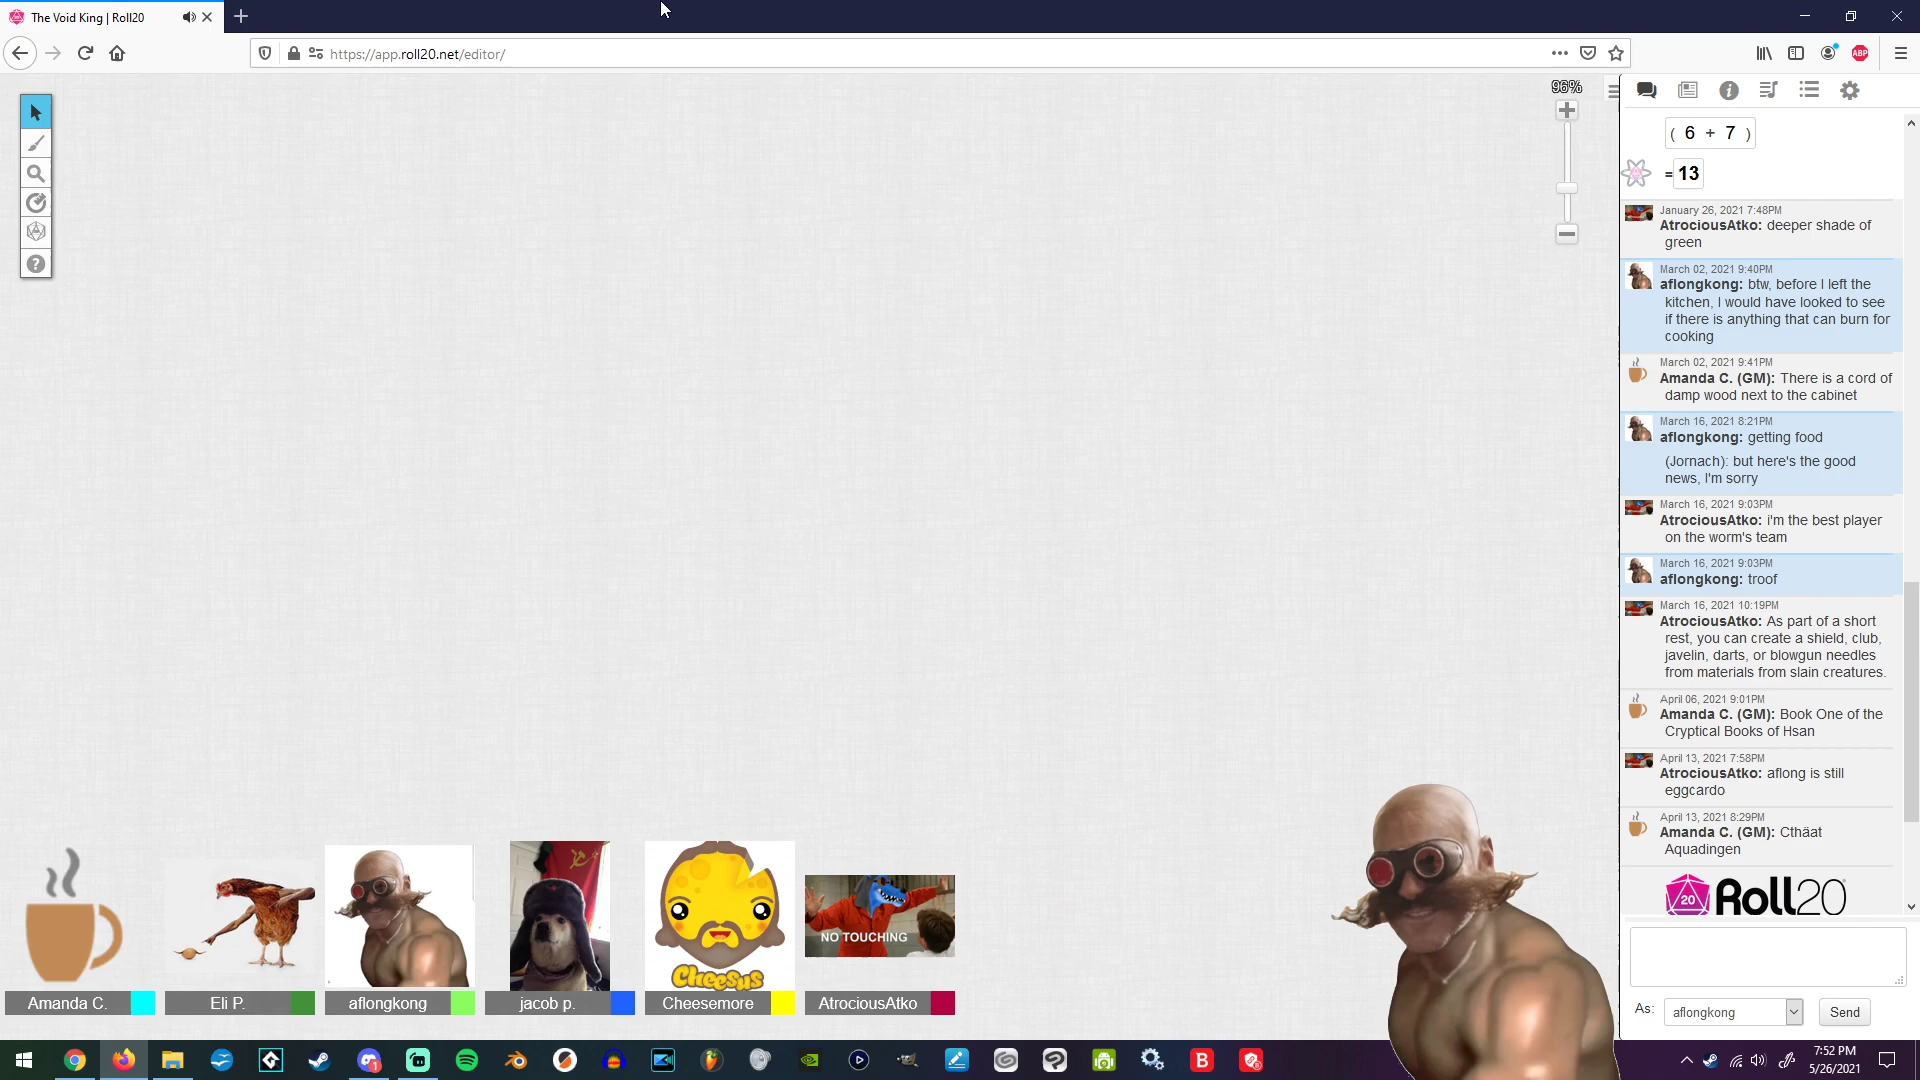 The Void King | Roll20
https://app.roll20.net/editor/
ABP
96%
( 6 + 7 )
=13
January 26, 2021 7:48PM
AtrociousAtko: deeper shade of
green
March 02, 2021 9:40PM
aflongkong: btw, before I left the
kitchen, I would have looked to see
if there is anything that can burn for
cooking
March 02, 2021 9:41PM
Amanda C. (GM): There is a cord of
damp wood next to the cabinet
March 16, 2021 8:21PM
aflongkong: getting food
(Jornach): but here's the good
news, I'm sorry
March 16, 2021 9:03PM
AtrociousAtko: i'm the best player
on the worm's team
March 16, 2021 9:03PM
aflongkong: troof
March 16, 2021 10:19PM
AtrociousAtko: As part of a short
rest, you can create a shield, club,
javelin, darts, or blowgun needles
from materials from slain creatures.
April 06, 2021 9:01PM
Amanda C. (GM): Book One of the
Cryptical Books of Hsan
April 13, 2021 7:58PM
AtrociousAtko: aflong is still
eggcardo
April 13, 2021 8:29PM
Amanda C. (GM): Cthäat
Aquadingen
20 Roll20
As: aflongkong
Send
Cheesus
NO TOUCHING
Amanda C.
Eli P.
aflongkong
jacob p.
Cheesemore
AtrociousAtko
7:52 PM
5/26/2021